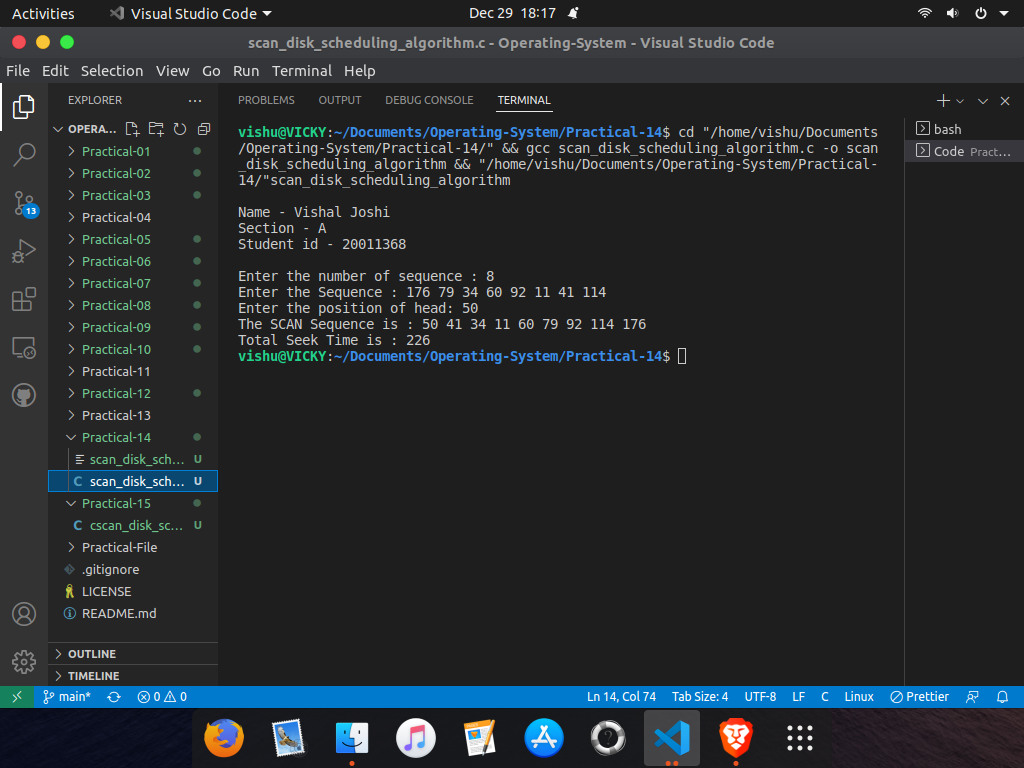 Activities
Visual Studio Code
Dec 29 18:17
scan_disk_scheduling_algorithm.c - Operating-System - Visual Studio Code
File Edit Selection View Go Run Terminal Help
EXPLORER
PROBLEMS OUTPUT DEBUG CONSOLE TERMINAL
OPERA...
Practical-01
Practical-02
Practical-03
Practical-04
Practical-05
Practical-06
Practical-07
Practical-08
Practical-09
Practical-10
Practical-11
Practical-12
Practical-13
Practical-14
scan_disk_sch... U
C scan_disk_sch... U
Practical-15
C cscan_disk_sc... U
Practical-File
.gitignore
LICENSE
README.md
OUTLINE
TIMELINE
13
vishu@VICKY:~/Documents/Operating-System/Practical-14$ cd "/home/vishu/Documents
/Operating-System/Practical-14/" && gcc scan_disk_scheduling_algorithm.c -o scan
_disk_scheduling_algorithm && "/home/vishu/Documents/Operating-System/Practical-
14/"scan_disk_scheduling_algorithm
Name - Vishal Joshi
Section - A
Student id - 20011368
Enter the number of sequence : 8
Enter the Sequence : 176 79 34 60 92 11 41 114
Enter the position of head: 50
The SCAN Sequence is : 50 41 34 11 60 79 92 114 176
Total Seek Time is : 226
vishu@VICKY:~/Documents/Operating-System/Practical-14$
bash
Code Pract...
main* 0 0 Ln 14, Col 74 Tab Size: 4 UTF-8 LF C Linux Prettier